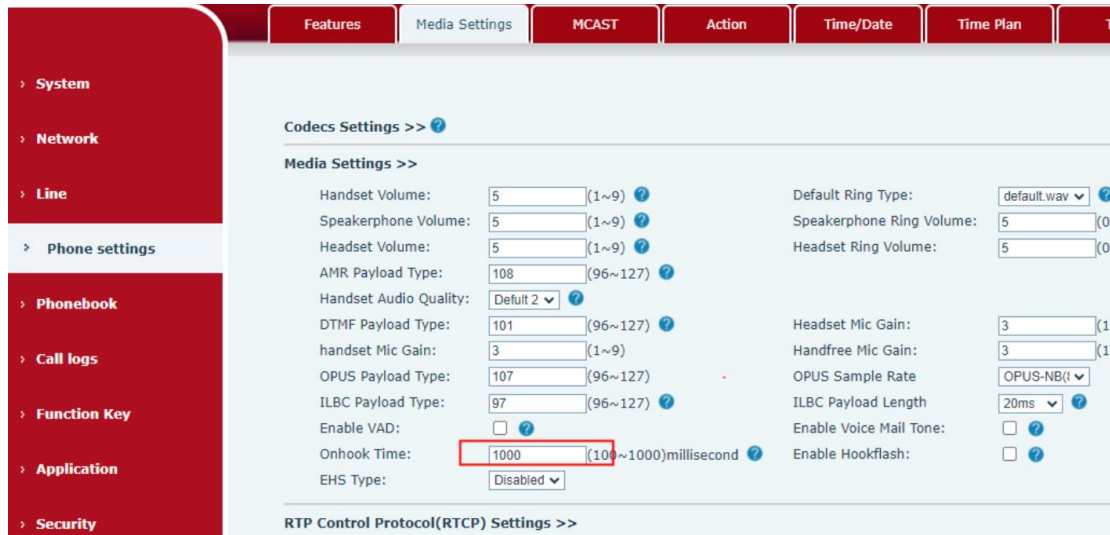 Features Media Settings MCAST Action Time/Date Time Plan
System
Network
Line
Phone settings
Phonebook
Call logs
Function Key
Application
Security
Codecs Settings >> ?
Media Settings >>
Handset Volume: 5 (1~9) ? Default Ring Type: default.wav ?
Speakerphone Volume: 5 (1~9) ? Speakerphone Ring Volume: 5 (0
Headset Volume: 5 (1~9) ? Headset Ring Volume: 5 (0
AMR Payload Type: 108 (96~127) ?
Handset Audio Quality: Defult 2 ?
DTMF Payload Type: 101 (96~127) ? Headset Mic Gain: 3 (1
handset Mic Gain: 3 (1~9) Handfree Mic Gain: 3 (1
OPUS Payload Type: 107 (96~127) OPUS Sample Rate OPUS-NB(
ILBC Payload Type: 97 (96~127) ? ILBC Payload Length 20ms ?
Enable VAD: ? Enable Voice Mail Tone: ?
Onhook Time: 1000 (100~1000)millisecond ? Enable Hookflash: ?
EHS Type: Disabled
RTP Control Protocol(RTCP) Settings >>